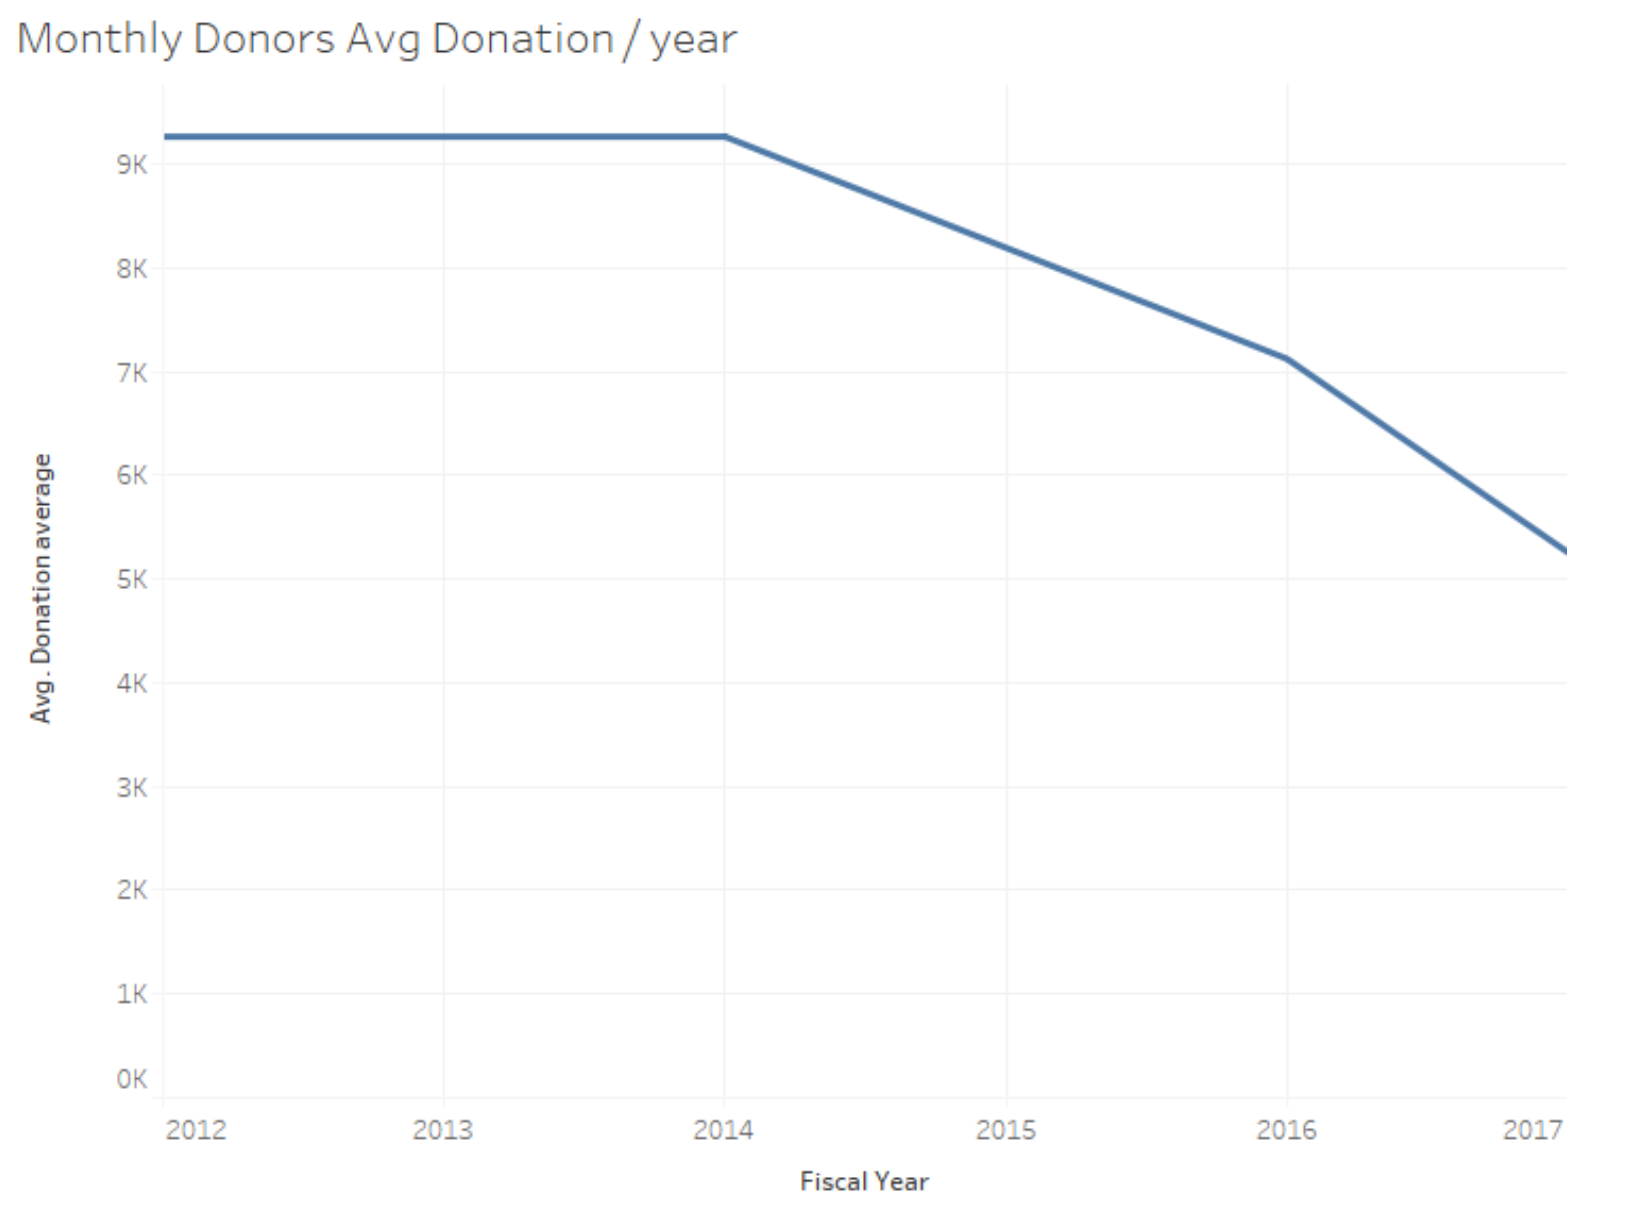 Monthly Donors Avg Donation / year
9K
8K
7K
6K
5K
4K
3K
2K
1K
0K
Avg. Donation average
2012 2013 2014 2015 2016 2017
Fiscal Year